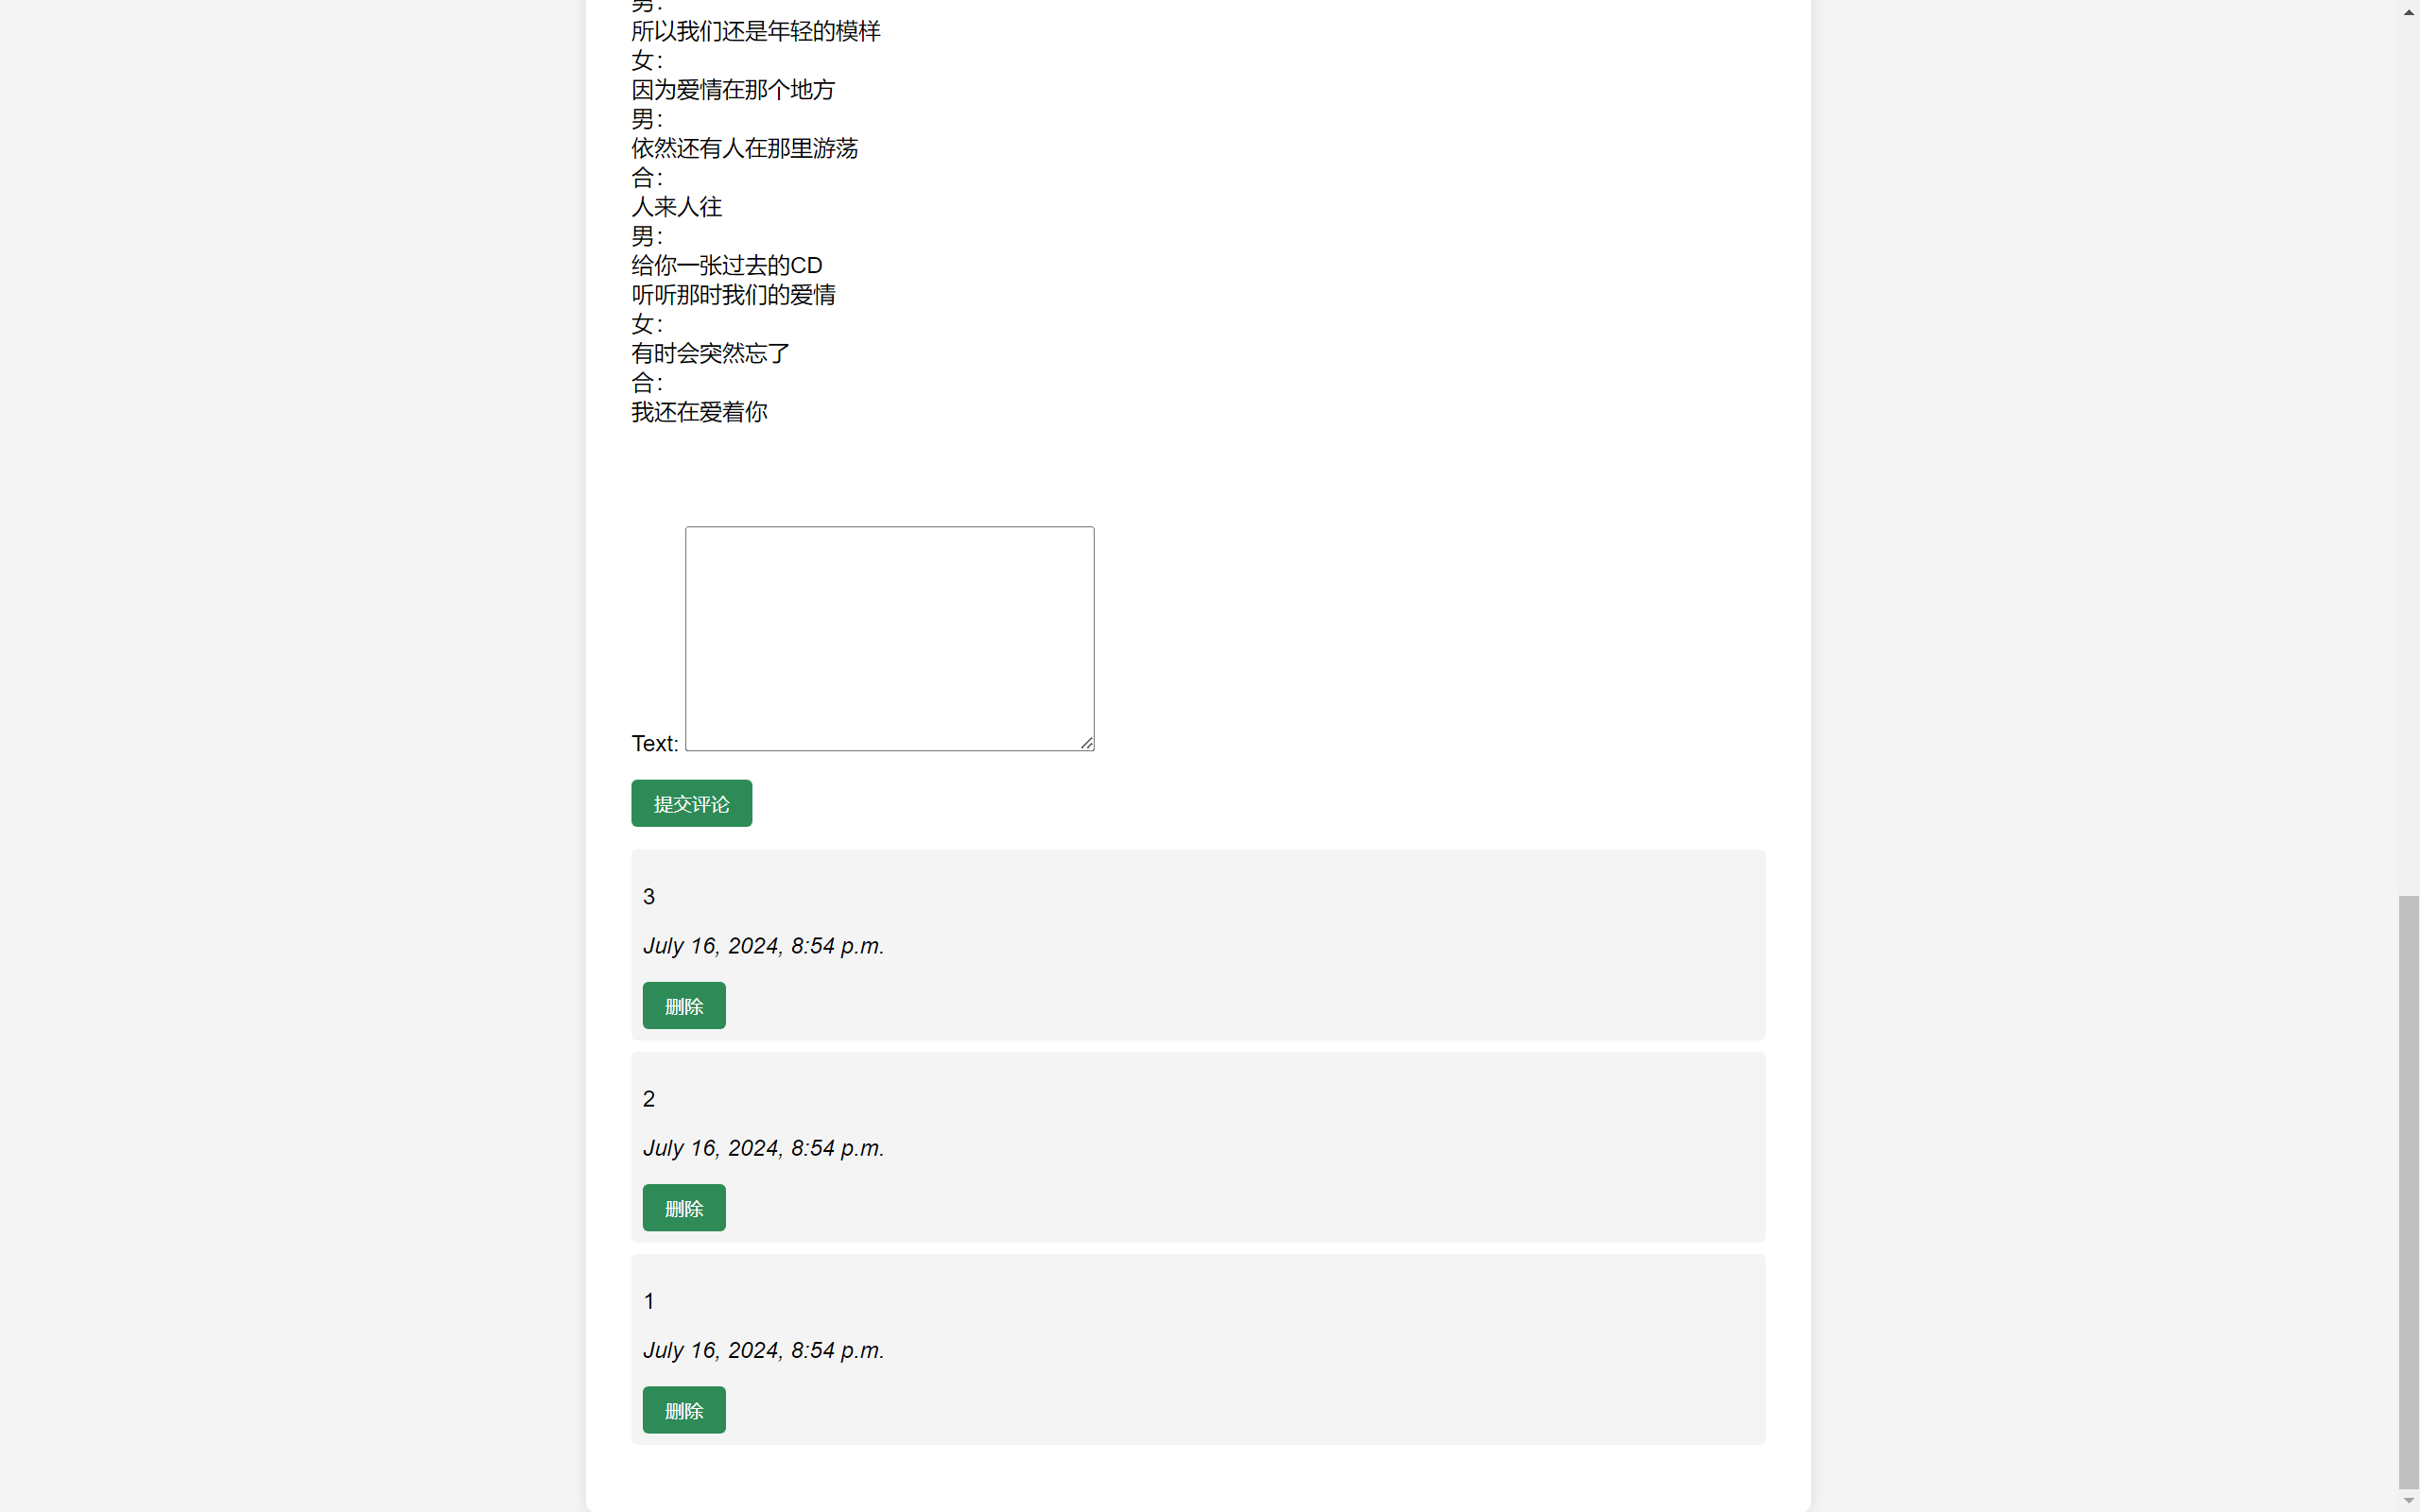 男：
所以我们还是年轻的模样
女：
因为爱情在那个地方
男：
依然还有人在那里游荡
合：
人来人往
男：
给你一张过去的CD
听听那时我们的爱情
女：
有时会突然忘了
合：
我还在爱着你
Text:
提交评论
3
July 16, 2024, 8:54 p.m.
删除
2
July 16, 2024, 8:54 p.m.
删除
1
July 16, 2024, 8:54 p.m.
删除